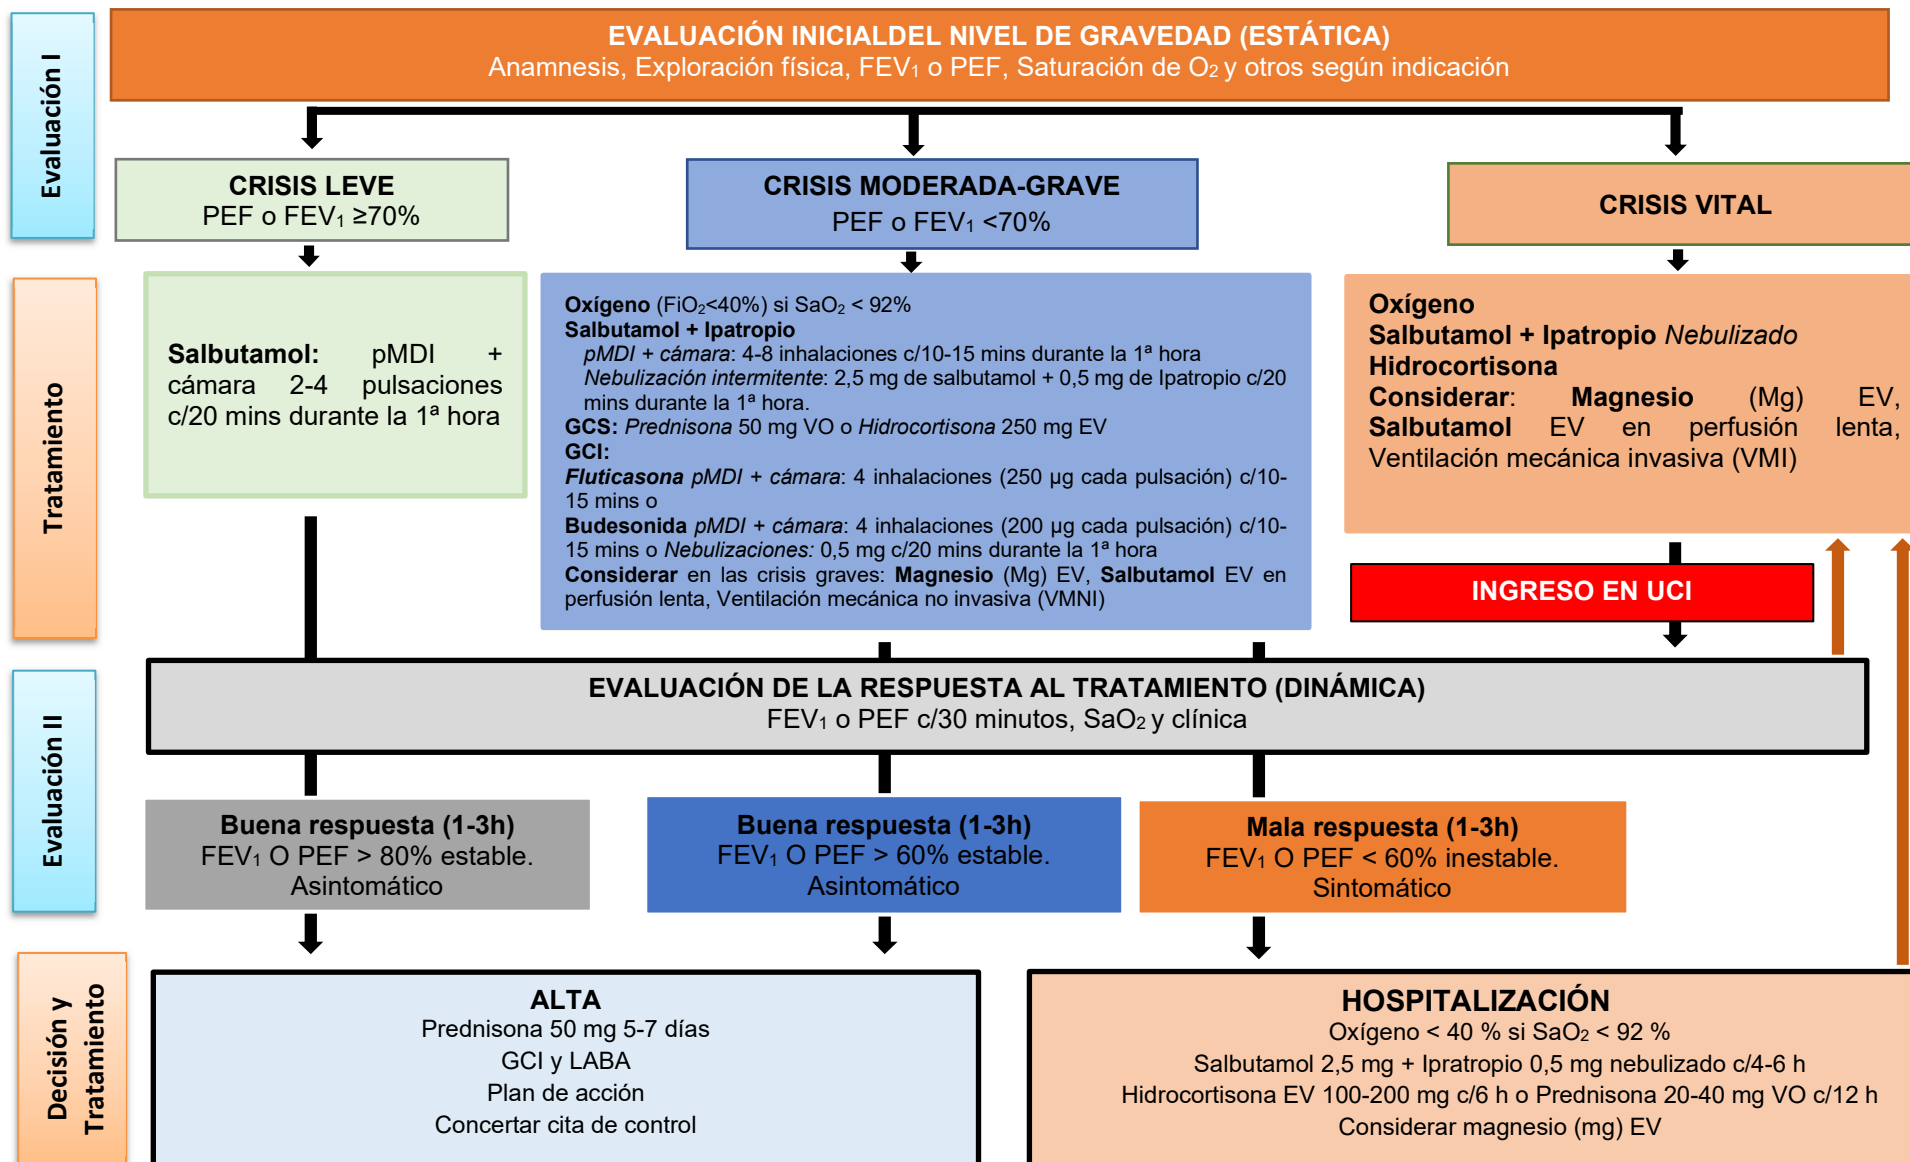 Evaluación I
EVALUACIÓN INICIALDEL NIVEL DE GRAVEDAD (ESTÁTICA)
Anamnesis, Exploración física, FEV₁ o PEF, Saturación de O₂ y otros según indicación
CRISIS LEVE
PEF o FEV₁ ≥70%
CRISIS MODERADA-GRAVE
PEF o FEV₁ <70%
CRISIS VITAL
Tratamiento
Salbutamol: pMDI +
cámara 2-4 pulsaciones
c/20 mins durante la 1ª hora
Oxígeno (FiO₂<40%) si SaO₂ < 92%
Salbutamol + Ipatropio
pMDI + cámara: 4-8 inhalaciones c/10-15 mins durante la 1ª hora
Nebulización intermitente: 2,5 mg de salbutamol + 0,5 mg de Ipatropio c/20
mins durante la 1ª hora.
GCS: Prednisona 50 mg VO o Hidrocortisona 250 mg EV
GCI:
Fluticasona pMDI + cámara: 4 inhalaciones (250 µg cada pulsación) c/10-
15 mins o
Budesonida pMDI + cámara: 4 inhalaciones (200 µg cada pulsación) c/10-
15 mins o Nebulizaciones: 0,5 mg c/20 mins durante la 1ª hora
Considerar en las crisis graves: Magnesio (Mg) EV, Salbutamol EV en
perfusión lenta, Ventilación mecánica no invasiva (VMNI)
Oxígeno
Salbutamol + Ipatropio Nebulizado
Hidrocortisona
Considerar: Magnesio (Mg) EV,
Salbutamol EV en perfusión lenta,
Ventilación mecánica invasiva (VMI)
INGRESO EN UCI
Evaluación II
EVALUACIÓN DE LA RESPUESTA AL TRATAMIENTO (DINÁMICA)
FEV₁ o PEF c/30 minutos, SaO₂ y clínica
Buena respuesta (1-3h)
FEV₁ O PEF > 80% estable.
Asintomático
Buena respuesta (1-3h)
FEV₁ O PEF > 60% estable.
Asintomático
Mala respuesta (1-3h)
FEV₁ O PEF < 60% inestable.
Sintomático
Decisión y
Tratamiento
ALTA
Prednisona 50 mg 5-7 días
GCI y LABA
Plan de acción
Concertar cita de control
HOSPITALIZACIÓN
Oxígeno < 40 % si SaO₂ < 92 %
Salbutamol 2,5 mg + Ipratropio 0,5 mg nebulizado c/4-6 h
Hidrocortisona EV 100-200 mg c/6 h o Prednisona 20-40 mg VO c/12 h
Considerar magnesio (mg) EV